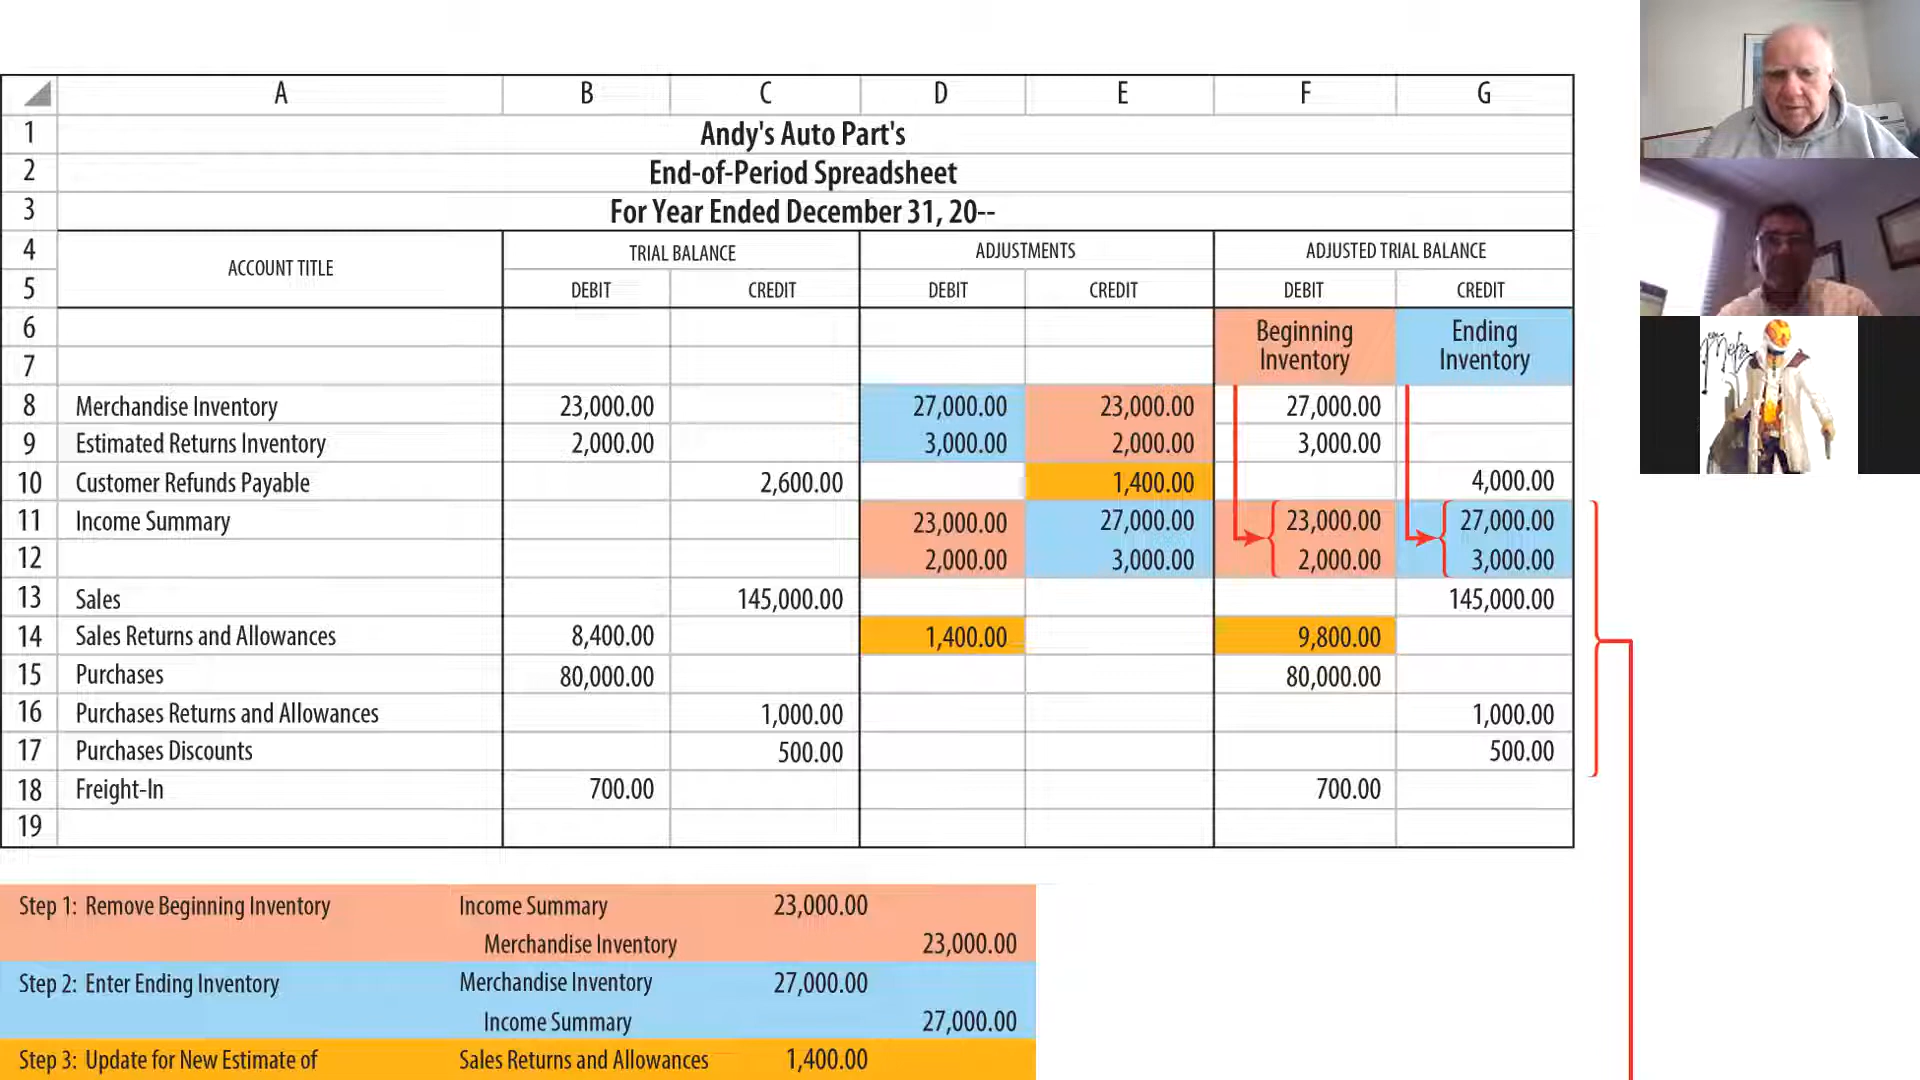 A B C D E F G
1 Andy's Auto Part's
2 End-of-Period Spreadsheet
3 For Year Ended December 31, 20--
4 ACCOUNT TITLE TRIAL BALANCE ADJUSTMENTS ADJUSTED TRIAL BALANCE
5 DEBIT CREDIT DEBIT CREDIT DEBIT CREDIT
6 Beginning Ending
7 Inventory Inventory
8 Merchandise Inventory 23,000.00 27,000.00 23,000.00 27,000.00
9 Estimated Returns Inventory 2,000.00 3,000.00 2,000.00 3,000.00
10 Customer Refunds Payable 2,600.00 1,400.00 4,000.00
11 Income Summary 23,000.00 27,000.00 23,000.00 27,000.00
12 2,000.00 3,000.00 2,000.00 3,000.00
13 Sales 145,000.00 145,000.00
14 Sales Returns and Allowances 8,400.00 1,400.00 9,800.00
15 Purchases 80,000.00 80,000.00
16 Purchases Returns and Allowances 1,000.00 1,000.00
17 Purchases Discounts 500.00 500.00
18 Freight-In 700.00 700.00
19
Step 1: Remove Beginning Inventory Income Summary 23,000.00
Merchandise Inventory 23,000.00
Step 2: Enter Ending Inventory Merchandise Inventory 27,000.00
Income Summary 27,000.00
Step 3: Update for New Estimate of Sales Returns and Allowances 1,400.00